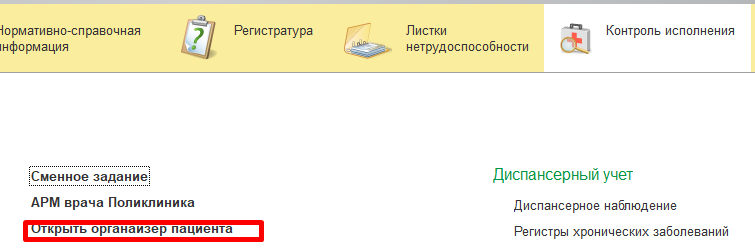 Нормативно-справочная
информация
Регистратура
Листки
нетрудоспособности
Контроль исполнения
Сменное задание
АРМ врача Поликлиника
Открыть органайзер пациента
Диспансерный учет
Диспансерное наблюдение
Регистры хронических заболеваний